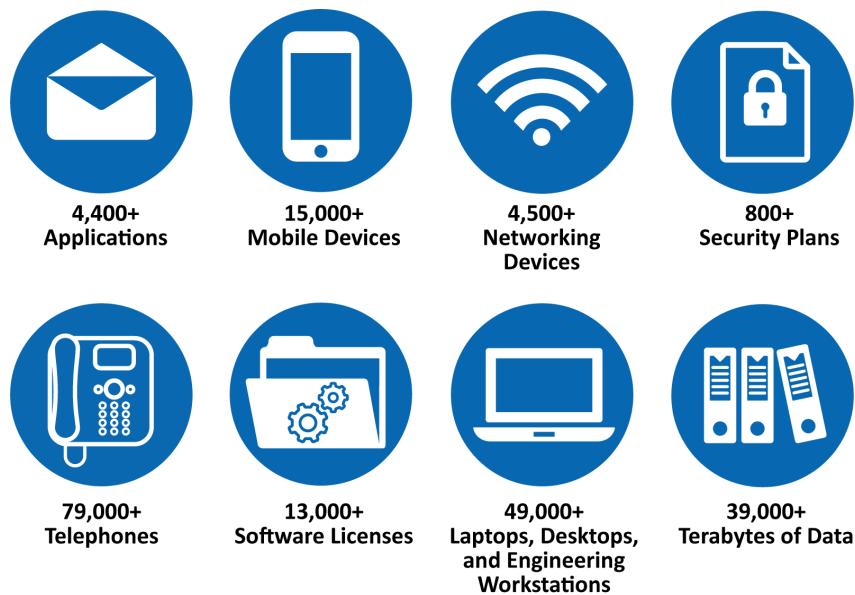 4,400+
Applications
15,000+
Mobile Devices
4,500+
Networking
Devices
800+
Security Plans
79,000+
Telephones
13,000+
Software Licenses
49,000+
Laptops, Desktops,
and Engineering
Workstations
39,000+
Terabytes of Data